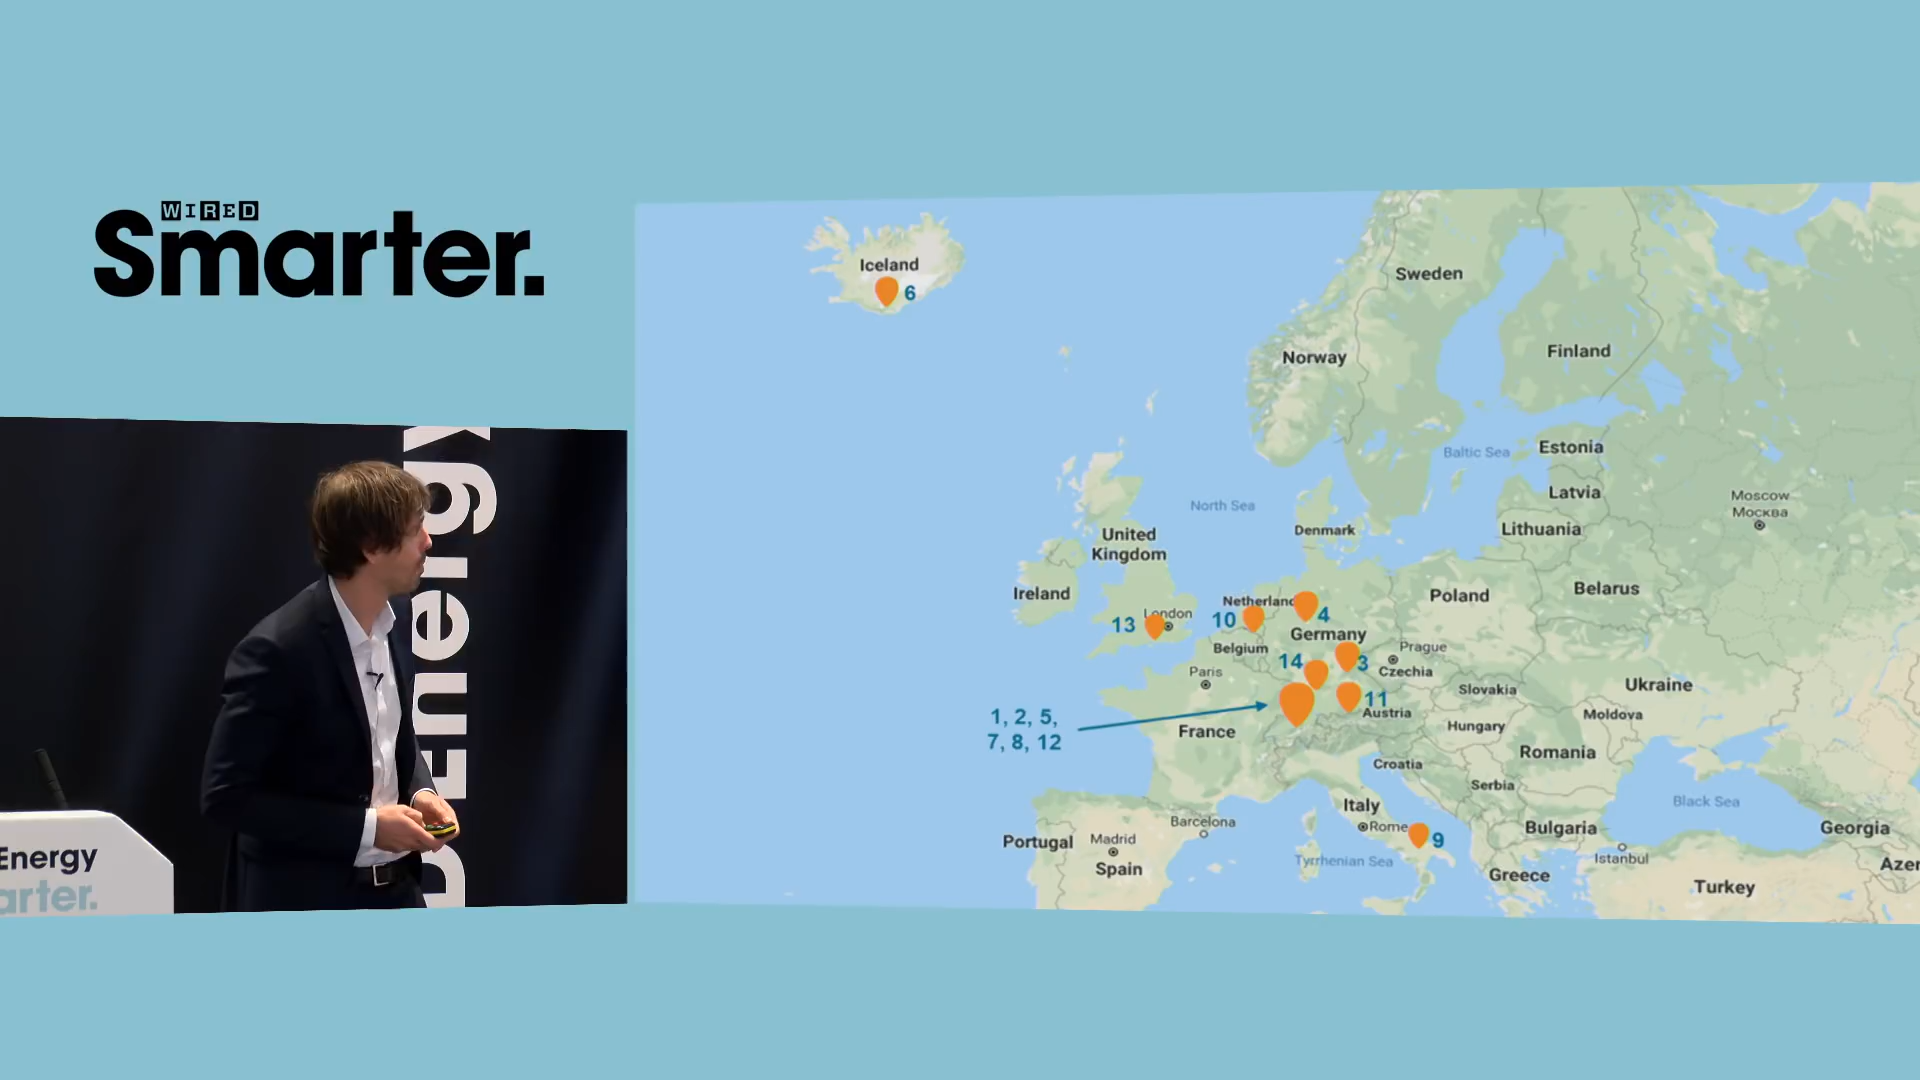 WIRED
Smarter.
Energy
Energy
arter.
Iceland
6
Sweden
Norway
Finland
Estonia
Baltic Sea
Latvia
Moscow
Москва
North Sea
Lithuania
Denmark
United
Kingdom
Ireland
Belarus
Poland
Netherland
London
13
10
4
Germany
Belgium
Prague
14
3
Czechia
Paris
Slovakia
Ukraine
11
Austria
Moldova
1, 2, 5,
7, 8, 12
France
Hungary
Romania
Croatia
Serbia
Black Sea
Italy
Barcelona
Rome
Bulgaria
Georgia
Portugal
Madrid
9
Tyrrhenian Sea
Istanbul
Spain
Greece
Azer
Turkey